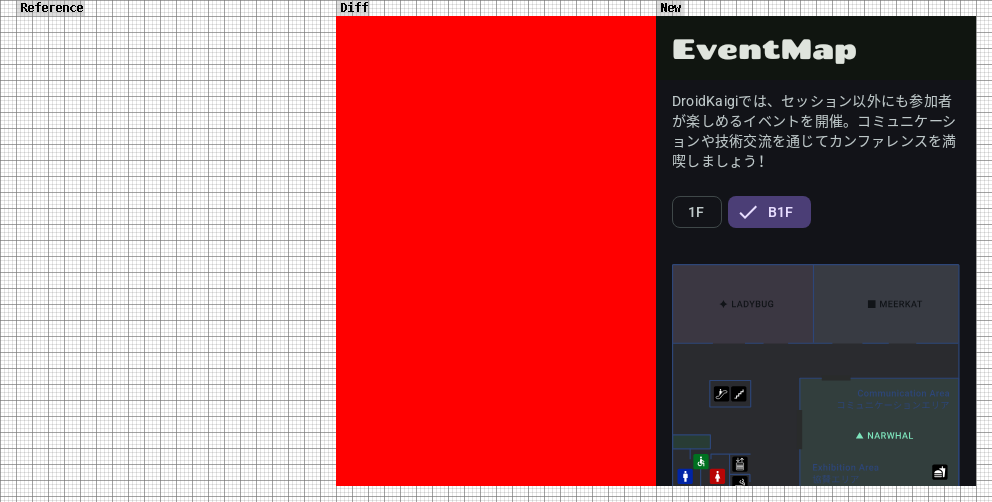 Reference
Diff
New
EventMap
DroidKaigiでは、セッション以外にも参加者
が楽しめるイベントを開催。コミュニケーシ
ョンや技術交流を通じてカンファレンスを満
喫しましょう！
1F
B1F
LADYBUG
MEERKAT
Communication Area
コミュニケーションエリア
NARWHAL
Exhibition Area